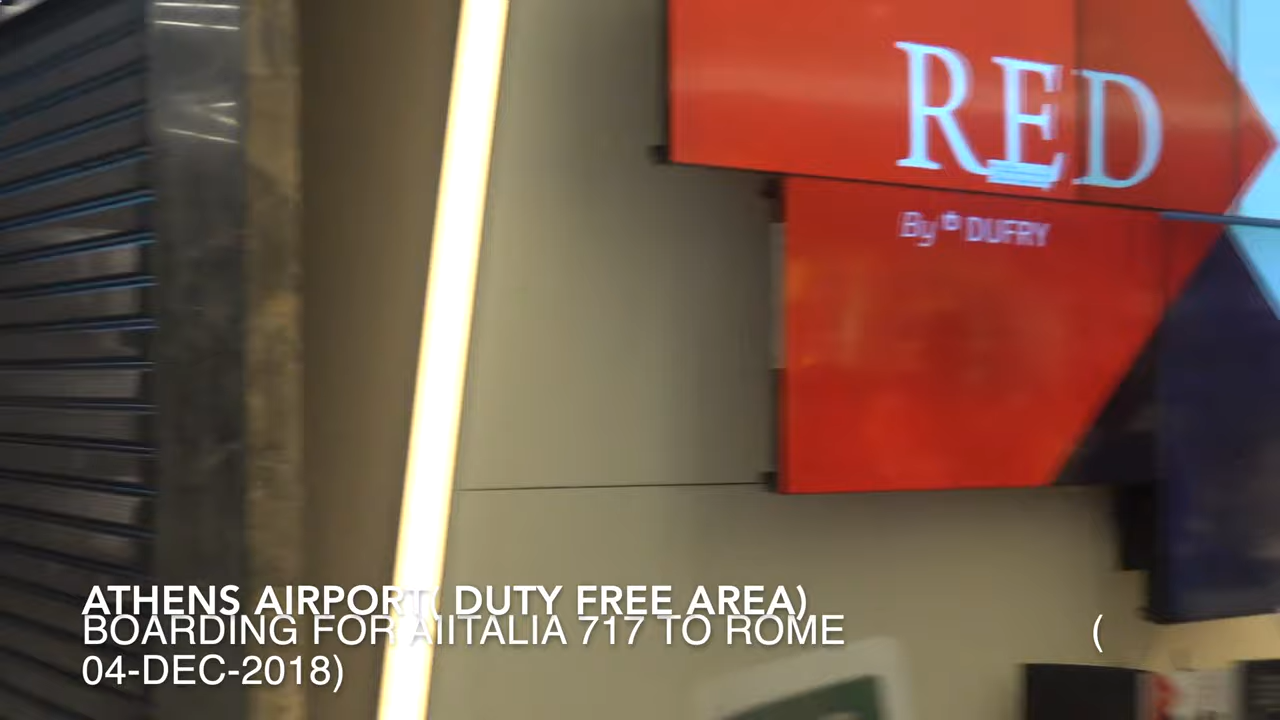 RED
By DUFRY
ATHENS AIRPORT( DUTY FREE AREA)
BOARDING FOR AIITALIA 717 TO ROME (
04-DEC-2018)